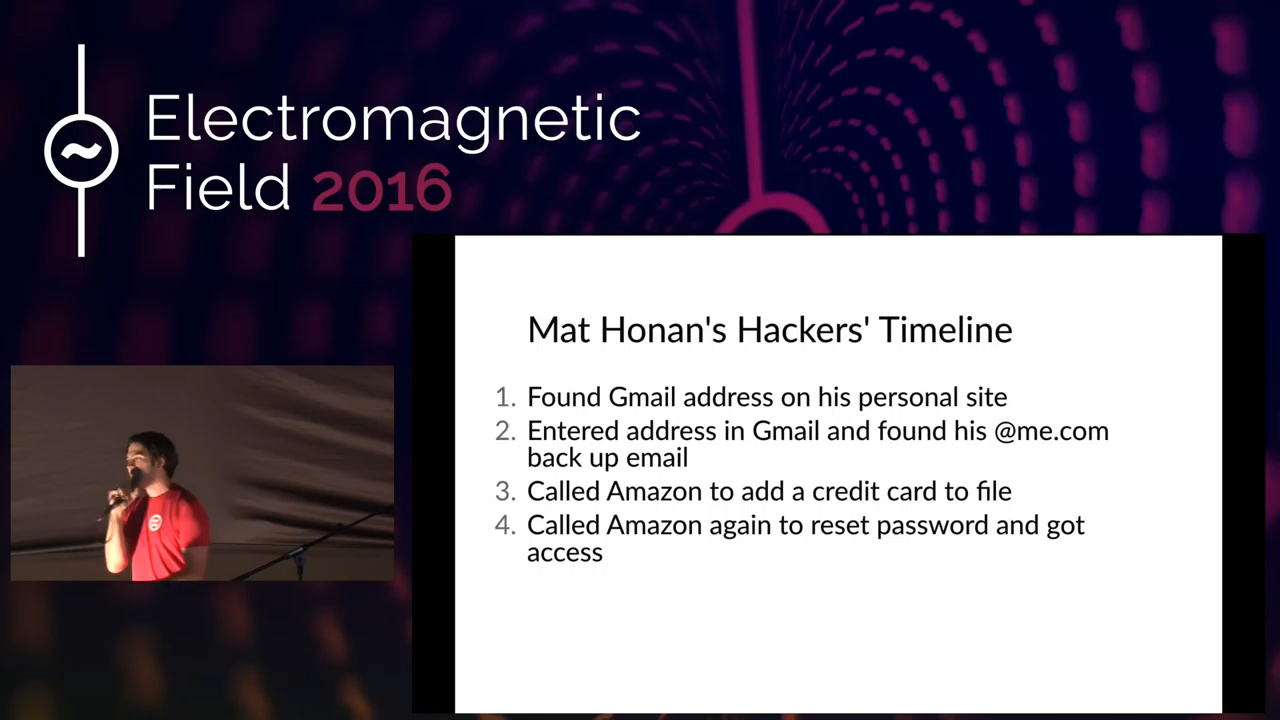 Electromagnetic
Field 2016
Mat Honan's Hackers' Timeline
1. Found Gmail address on his personal site
2. Entered address in Gmail and found his @me.com
back up email
3. Called Amazon to add a credit card to file
4. Called Amazon again to reset password and got
access